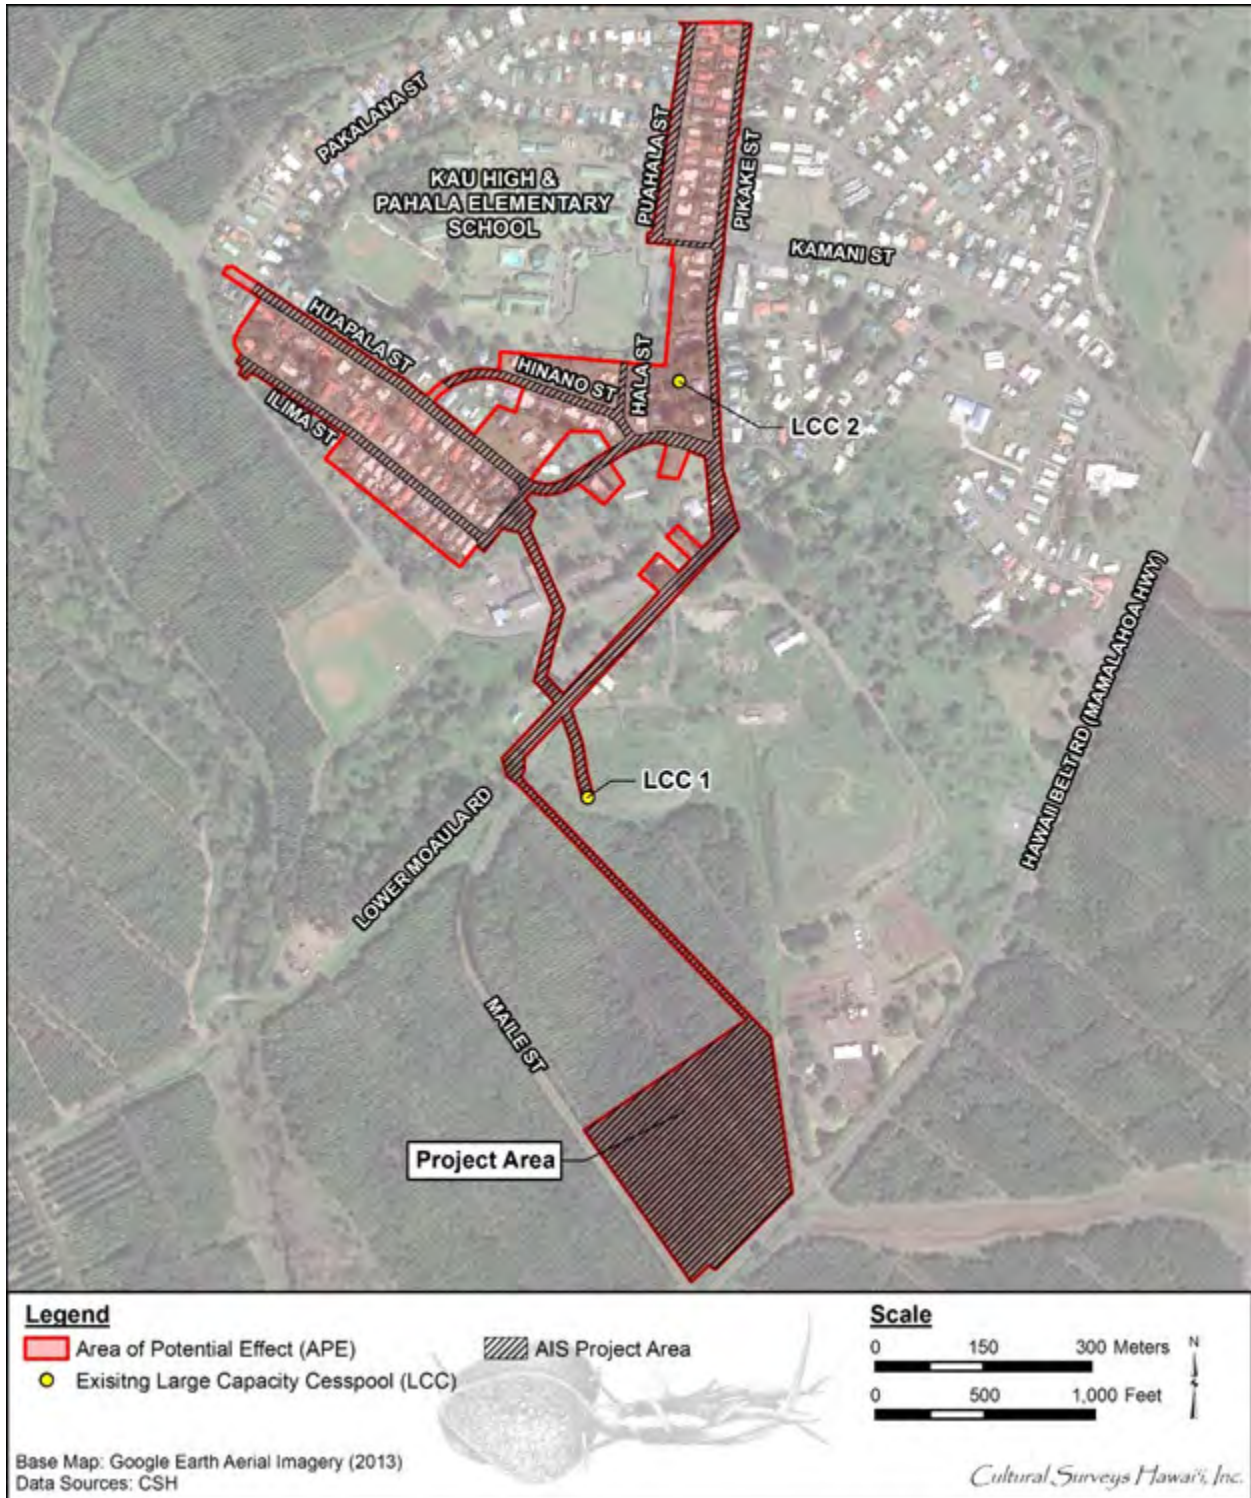 PAKALANA ST
KAU HIGH &
PAHALA ELEMENTARY
SCHOOL
PUAHALA ST
PIKAKE ST
KAMANI ST
HUAPALA ST
HINANO ST
HALA ST
ILIMA ST
LCC 2
LCC 1
HAWAII BELT RD (MAMALAHOA HWY)
LOWER MOAULA RD
MAILE ST
Project Area
Legend
Area of Potential Effect (APE)
AIS Project Area
Exisitng Large Capacity Cesspool (LCC)
Scale
0 150 300 Meters
0 500 1,000 Feet
N
Base Map: Google Earth Aerial Imagery (2013)
Data Sources: CSH
Cultural Surveys Hawai'i, Inc.